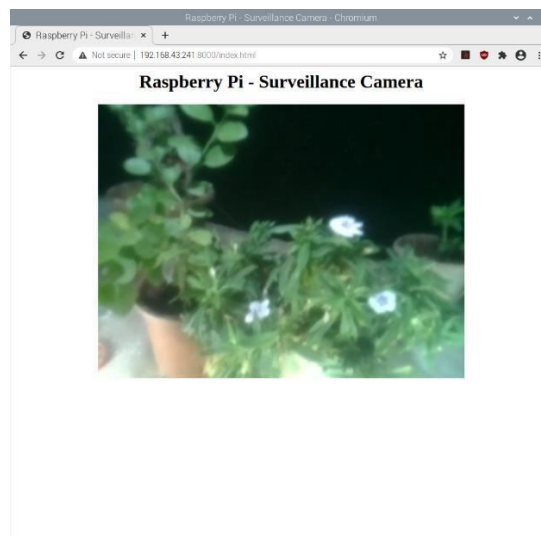 Raspberry Pi - Surveillance Camera - Chromium
Raspberry Pi - Surveillan
Not secure | 192.168.43.241:8000/index.html
Raspberry Pi - Surveillance Camera